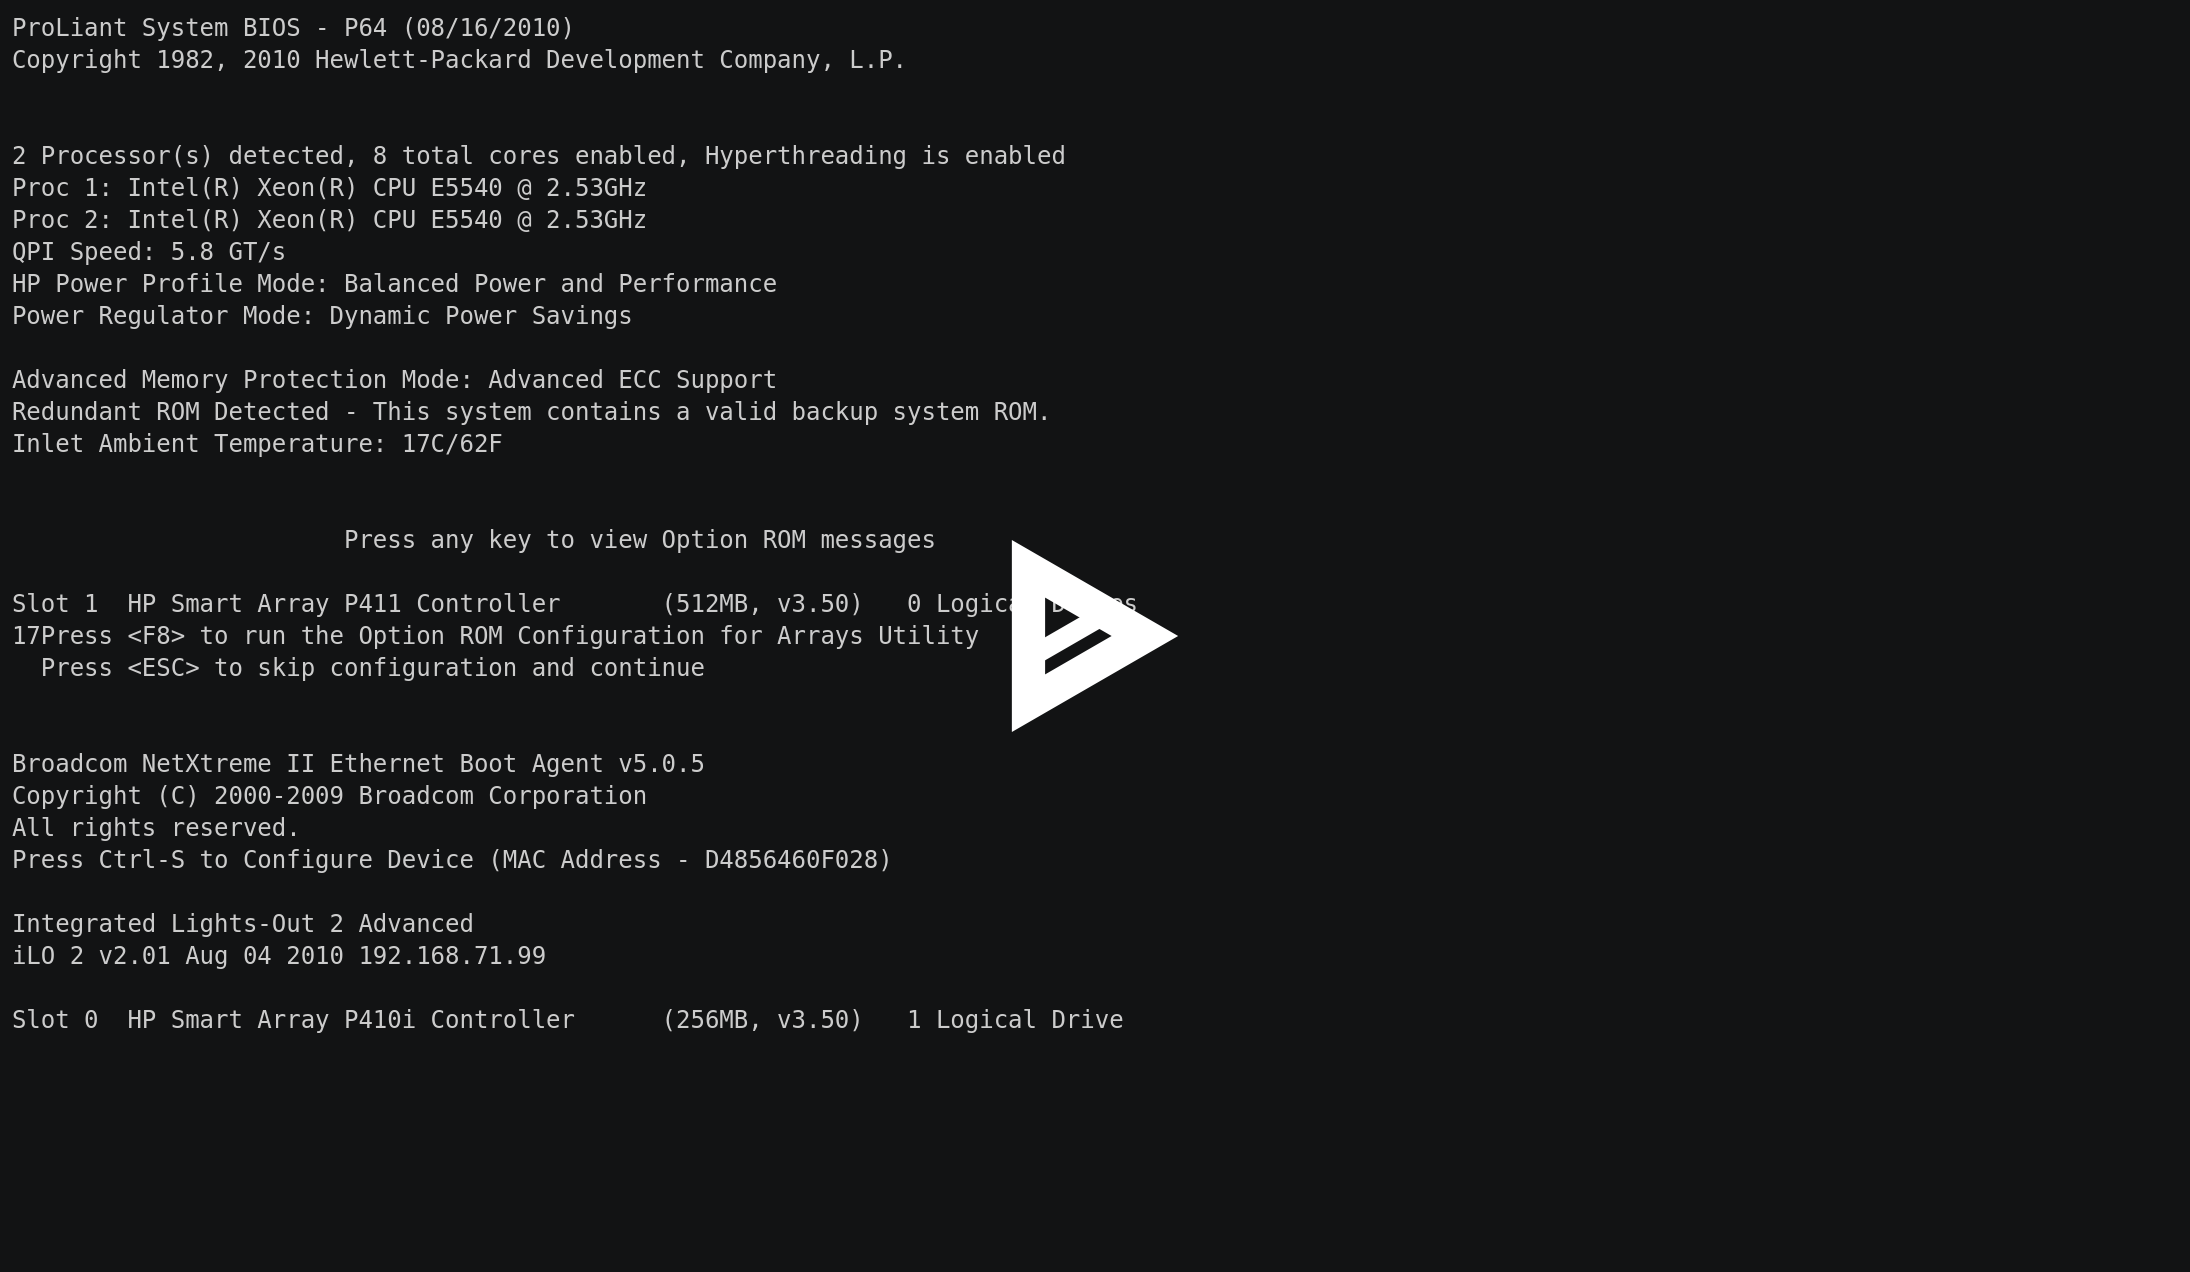 ProLiant System BIOS - P64 (08/16/2010)
Copyright 1982, 2010 Hewlett-Packard Development Company, L.P.
2 Processor(s) detected, 8 total cores enabled, Hyperthreading is enabled
Proc 1: Intel(R) Xeon(R) CPU E5540 @ 2.53GHz
Proc 2: Intel(R) Xeon(R) CPU E5540 @ 2.53GHz
QPI Speed: 5.8 GT/s
HP Power Profile Mode: Balanced Power and Performance
Power Regulator Mode: Dynamic Power Savings
Advanced Memory Protection Mode: Advanced ECC Support
Redundant ROM Detected - This system contains a valid backup system ROM.
Inlet Ambient Temperature: 17C/62F
Press any key to view Option ROM messages
Slot 1  HP Smart Array P411 Controller       (512MB, v3.50)   0
17Press <F8> to run the Option ROM Configuration for Arrays Utility
Press <ESC> to skip configuration and continue
Broadcom NetXtreme II Ethernet Boot Agent v5.0.5
Copyright (C) 2000-2009 Broadcom Corporation
All rights reserved.
Press Ctrl-S to Configure Device (MAC Address - D4856460F028)
Integrated Lights-Out 2 Advanced
iLO 2 v2.01 Aug 04 2010 192.168.71.99
Slot 0  HP Smart Array P410i Controller      (256MB, v3.50)   1 Logical Drive